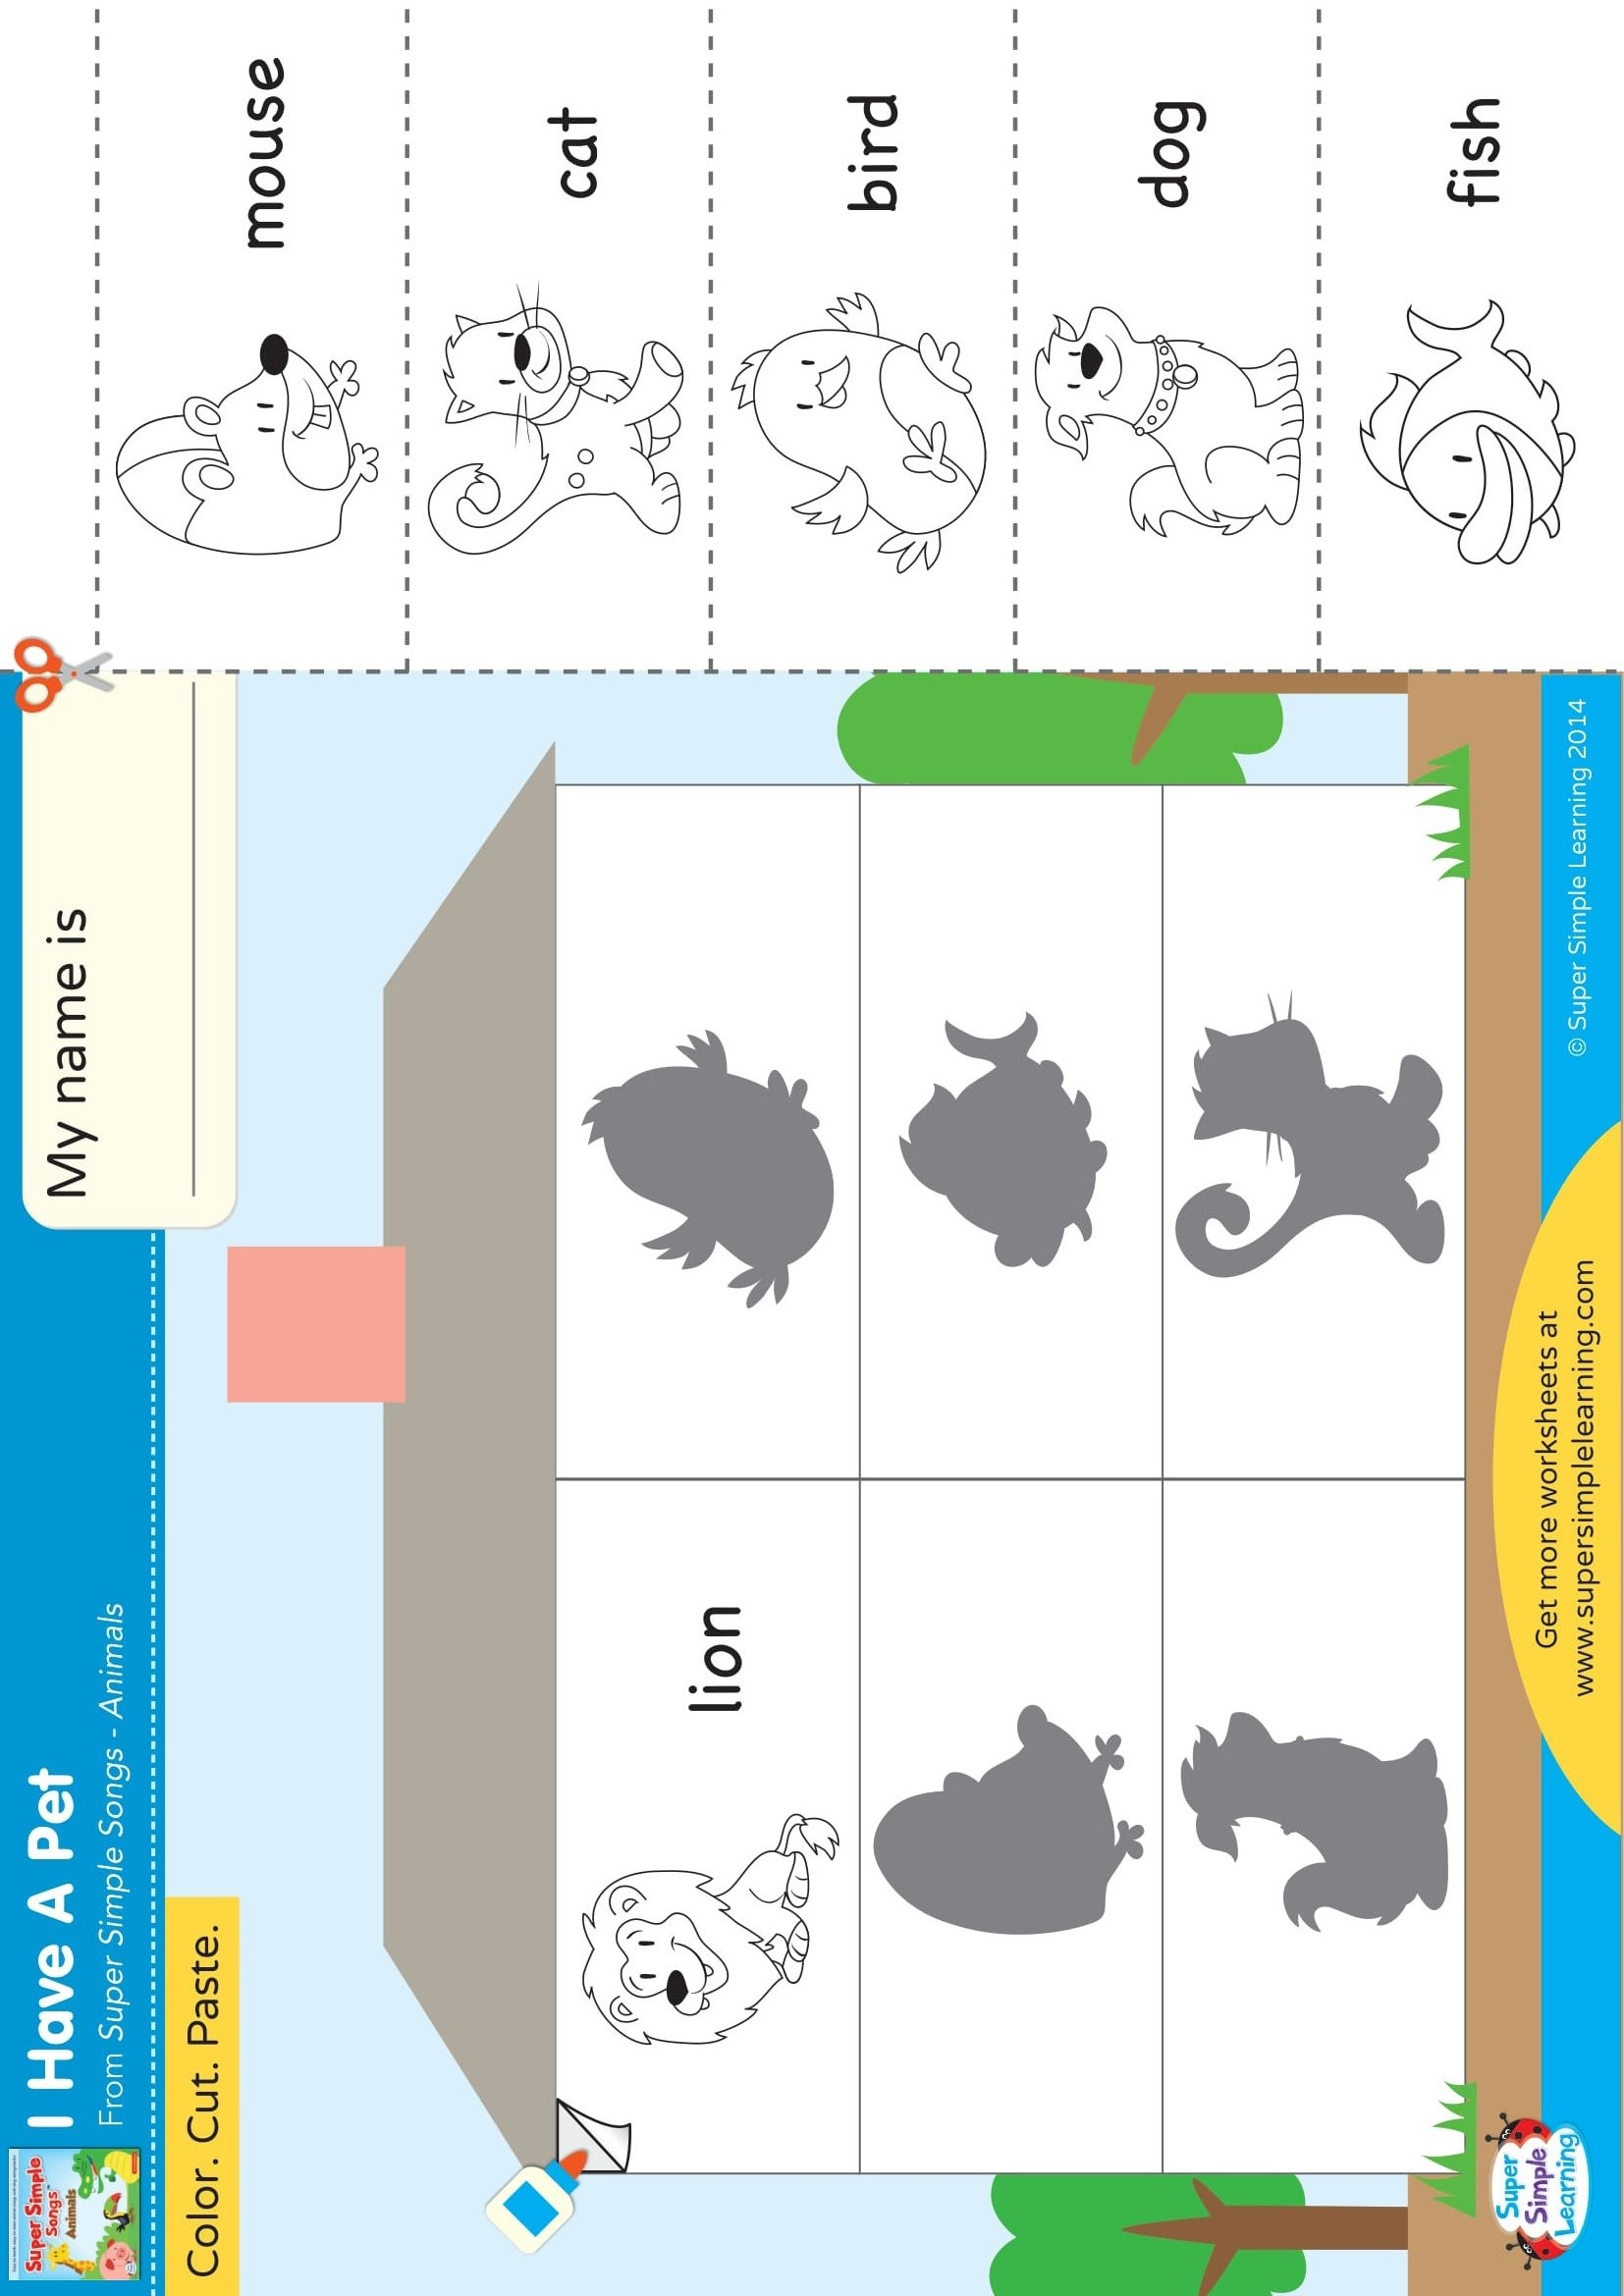 Super Simple
Songs
Animals
I Have A Pet
From Super Simple Songs - Animals
My name is
Color. Cut. Paste.
lion
mouse
cat
bird
dog
fish
Super
Simple
Learning
Get more worksheets at
www.supersimplelearning.com
© Super Simple Learning 2014